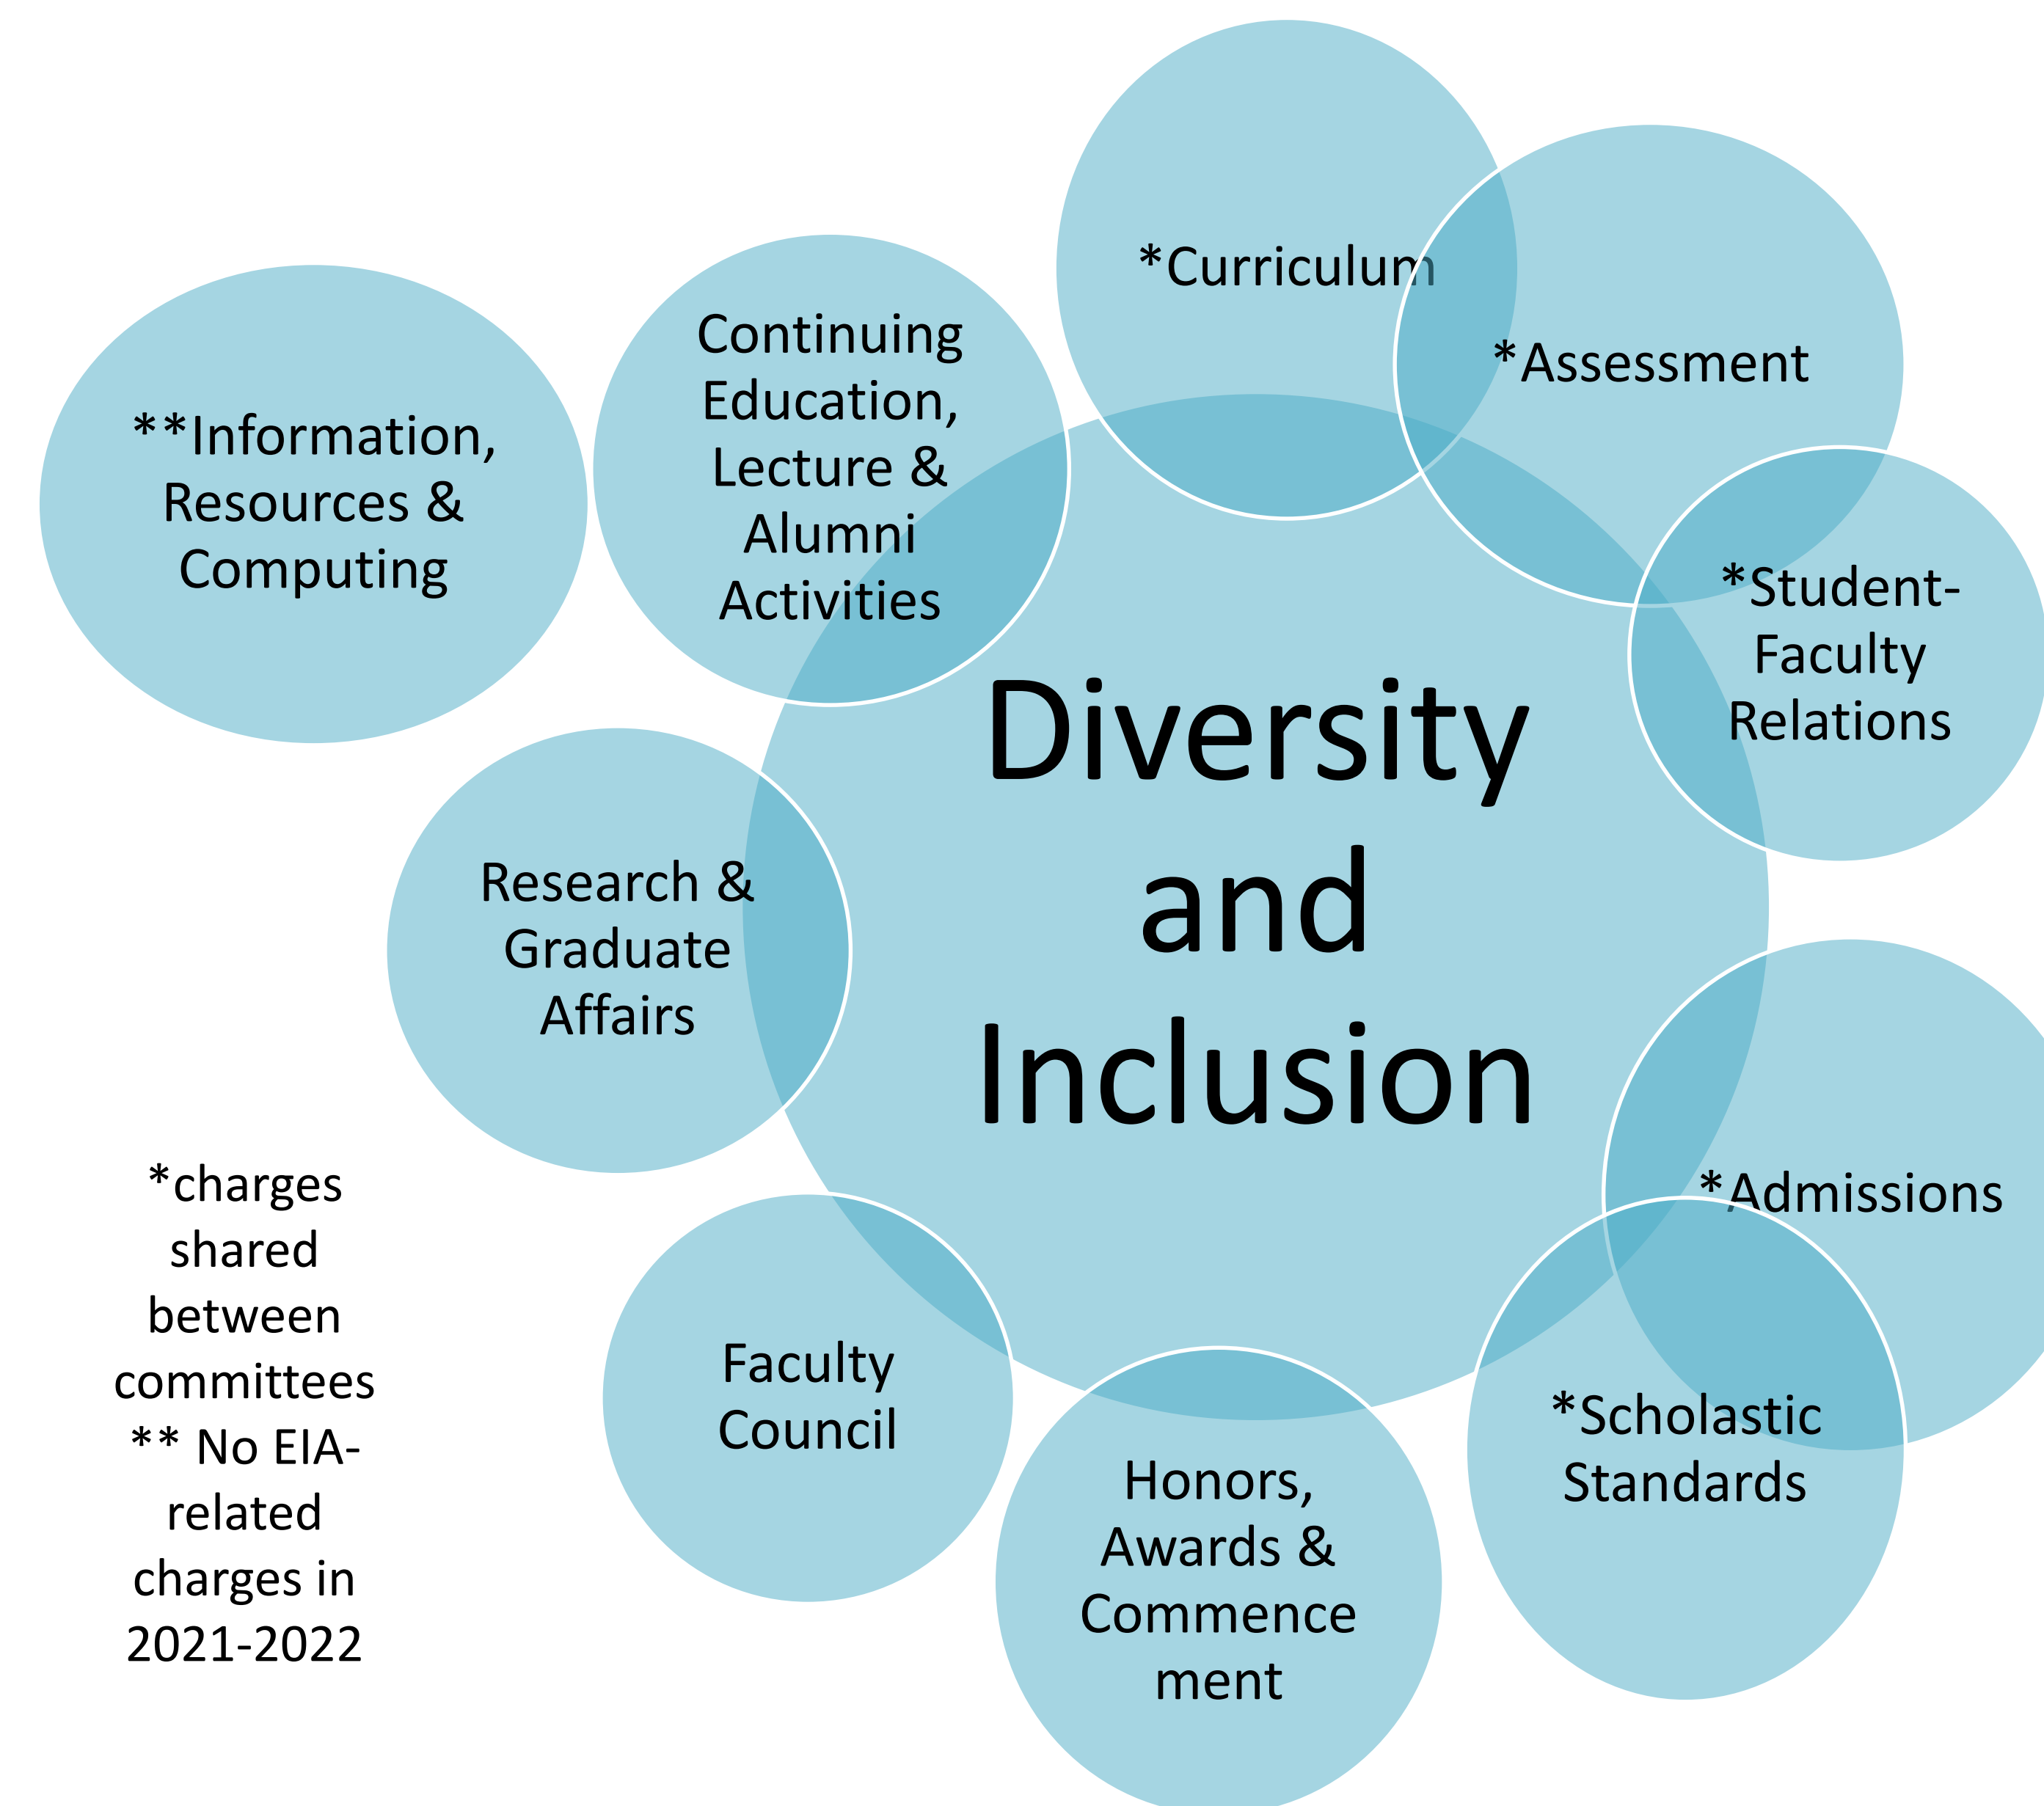 *Curriculum
*Assessment
Continuing
Education,
Lecture &
Alumni
Activities
**Information,
Resources &
Computing
*Student-
Faculty
Relations
Diversity
and
Inclusion
Research &
Graduate
Affairs
*Admissions
*charges
shared
between
committees
** No EIA-
related
charges in
2021-2022
Faculty
Council
*Scholastic
Standards
Honors,
Awards &
Commence
ment